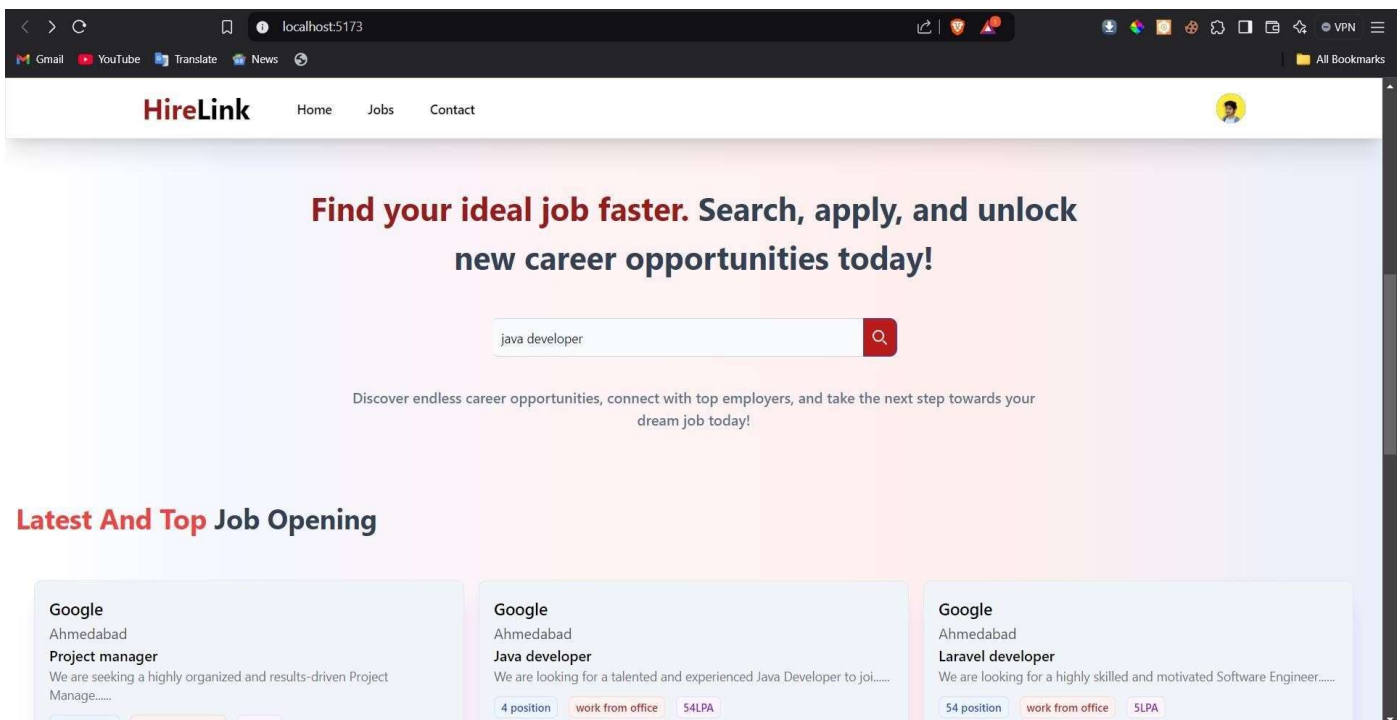 localhost:5173
VPN
Gmail
YouTube
Translate
News
All Bookmarks
HireLink
Home
Jobs
Contact
Find your ideal job faster. Search, apply, and unlock
new career opportunities today!
java developer
Discover endless career opportunities, connect with top employers, and take the next step towards your
dream job today!
Latest And Top Job Opening
Google
Ahmedabad
Project manager
We are seeking a highly organized and results-driven Project
Manage......
Google
Ahmedabad
Java developer
We are looking for a talented and experienced Java Developer to joi......
4 position
work from office
54LPA
Google
Ahmedabad
Laravel developer
We are looking for a highly skilled and motivated Software Engineer......
54 position
work from office
5LPA